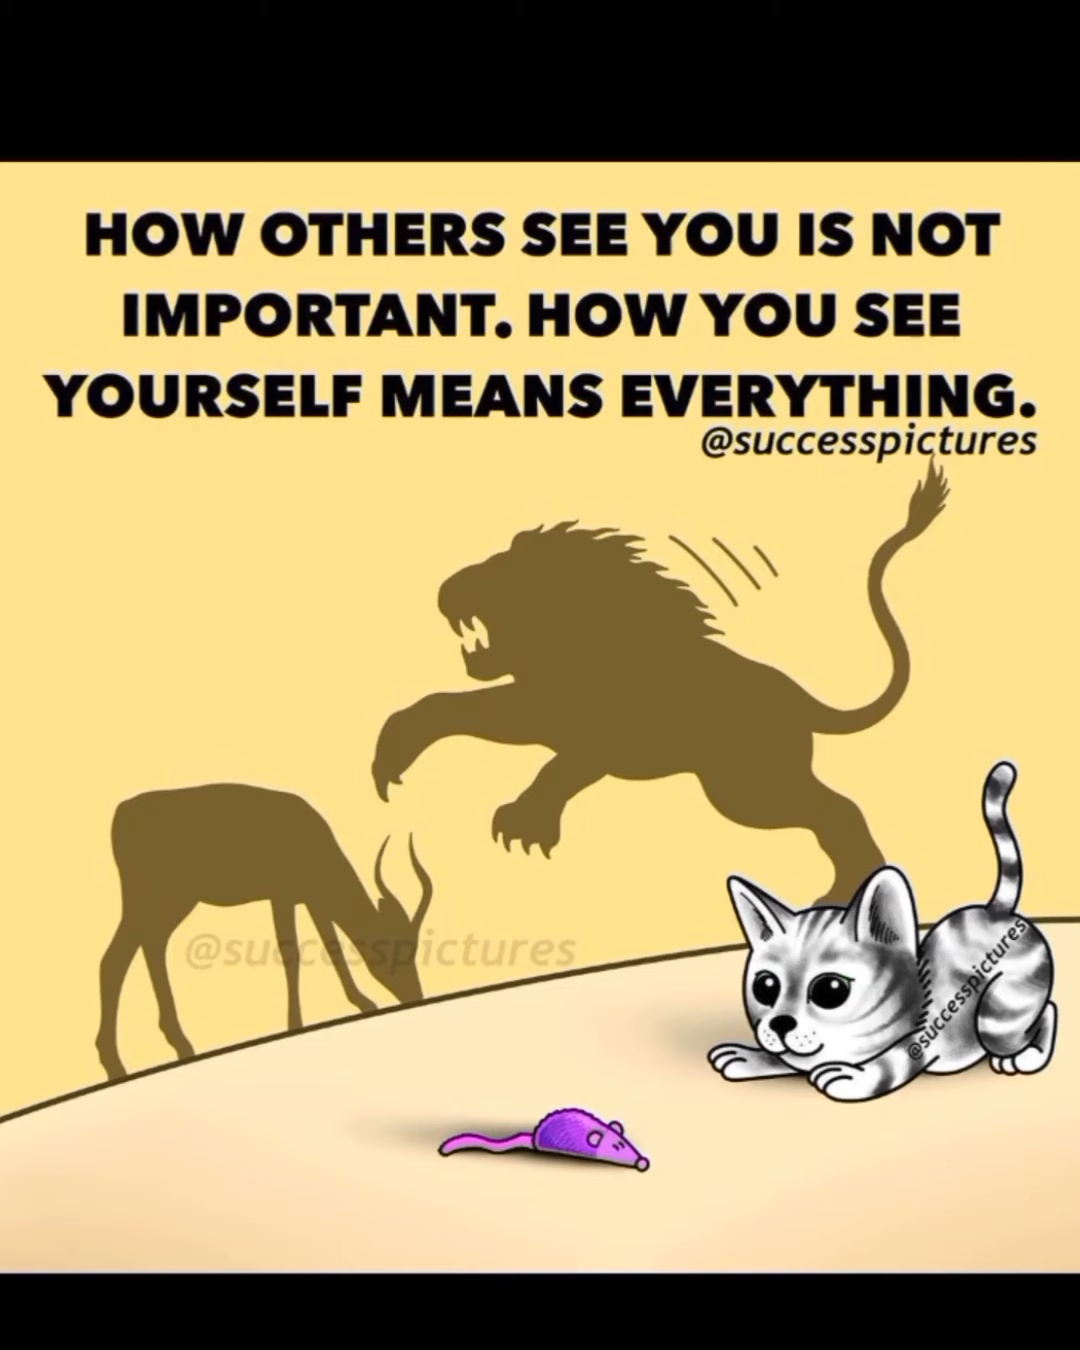 HOW OTHERS SEE YOU IS NOT
IMPORTANT. HOW YOU SEE
YOURSELF MEANS EVERYTHING.
@successpictures
@successpictures
@successpictures